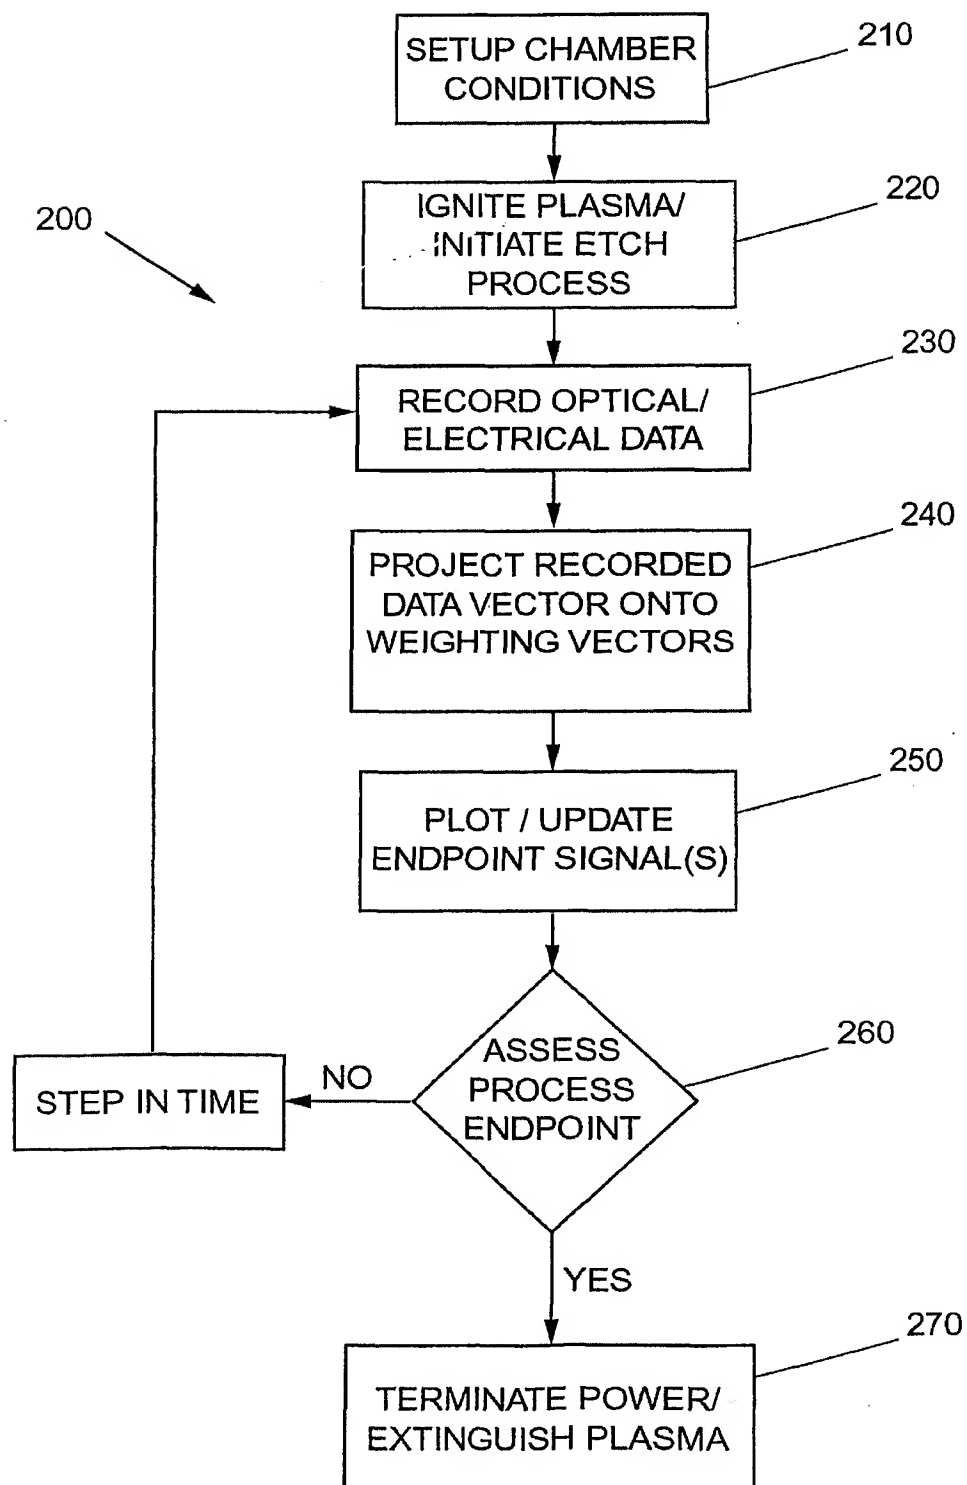 SETUP CHAMBER
CONDITIONS
210
IGNITE PLASMA/
INITIATE ETCH
PROCESS
220
200
RECORD OPTICAL/
ELECTRICAL DATA
230
PROJECT RECORDED
DATA VECTOR ONTO
WEIGHTING VECTORS
240
PLOT / UPDATE
ENDPOINT SIGNAL(S)
250
ASSESS
PROCESS
ENDPOINT
260
NO
STEP IN TIME
YES
TERMINATE POWER/
EXTINGUISH PLASMA
270